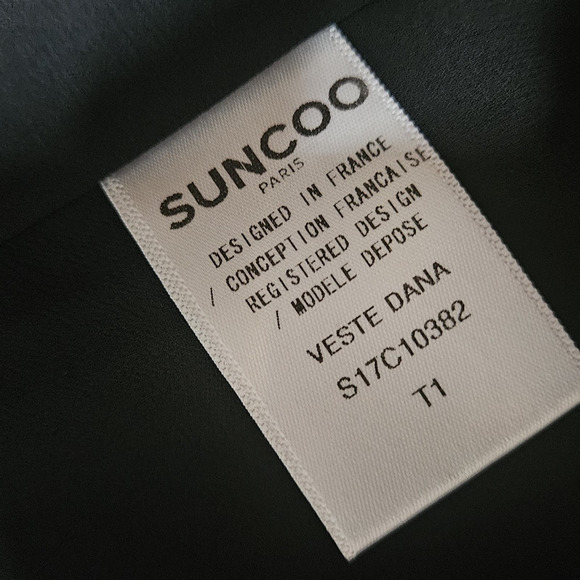 SUNCOO
PARIS
DESIGNED IN FRANCE
/ CONCEPTION FRANCAISE
REGISTERED DESIGN
/ MODELE DEPOSE
VESTE DANA
S17C10382
T1